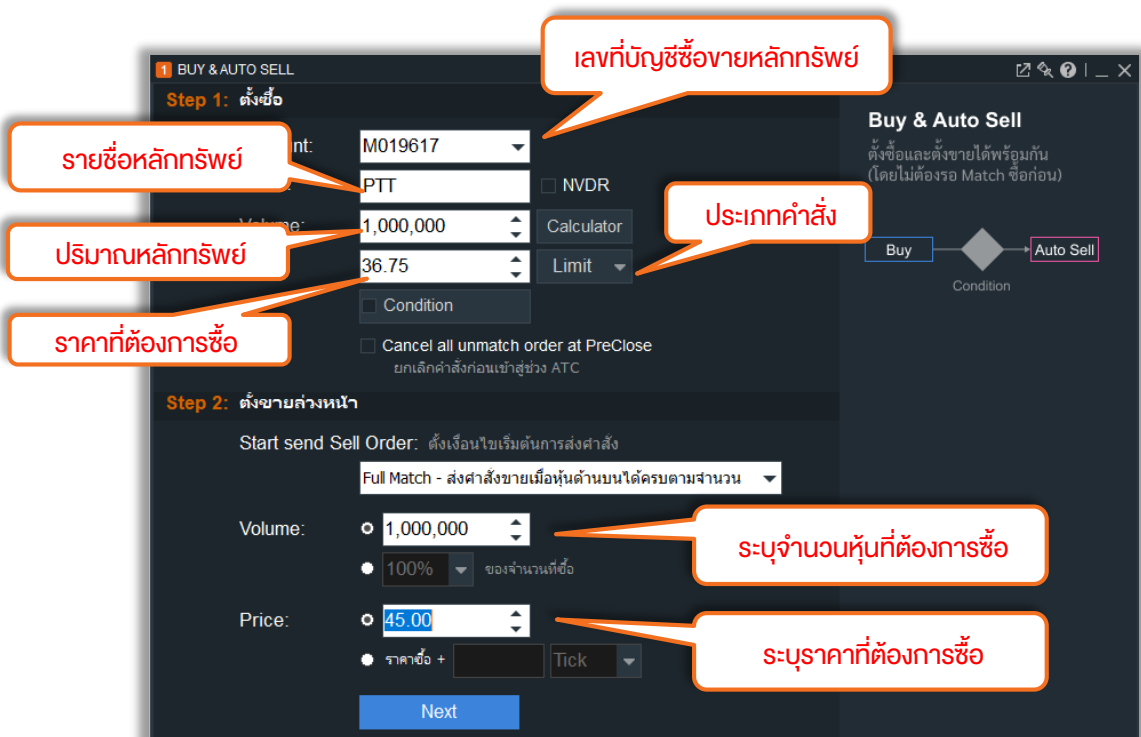 เลขที่บัญชีซื้อขายหลักทรัพย์
1 BUY & AUTO SELL
Step 1: ตั้งซื้อ
Buy & Auto Sell
ตั้งซื้อและตั้งขายได้พร้อมกัน
(โดยไม่ต้องรอ Match ซื้อก่อน)
รายชื่อหลักทรัพย์
M019617
PTT
NVDR
ประเภทคำสั่ง
Volume:
1,000,000
Calculator
ปริมาณหลักทรัพย์
36.75
Limit
Buy
Auto Sell
Condition
Condition
ราคาที่ต้องการซื้อ
Cancel all unmatch order at PreClose
ยกเลิกคำสั่งก่อนเข้าสู่ช่วง ATC
Step 2: ตั้งขายล่วงหน้า
Start send Sell Order: ตั้งเงื่อนไขเริ่มต้นการส่งคำสั่ง
Full Match - ส่งคำสั่งขายเมื่อหุ้นด้านบนได้ครบตามจำนวน
Volume:
1,000,000
ระบุจำนวนหุ้นที่ต้องการซื้อ
100%
ของจำนวนที่ซื้อ
Price:
45.00
ระบุราคาที่ต้องการซื้อ
ราคาซื้อ +
Tick
Next